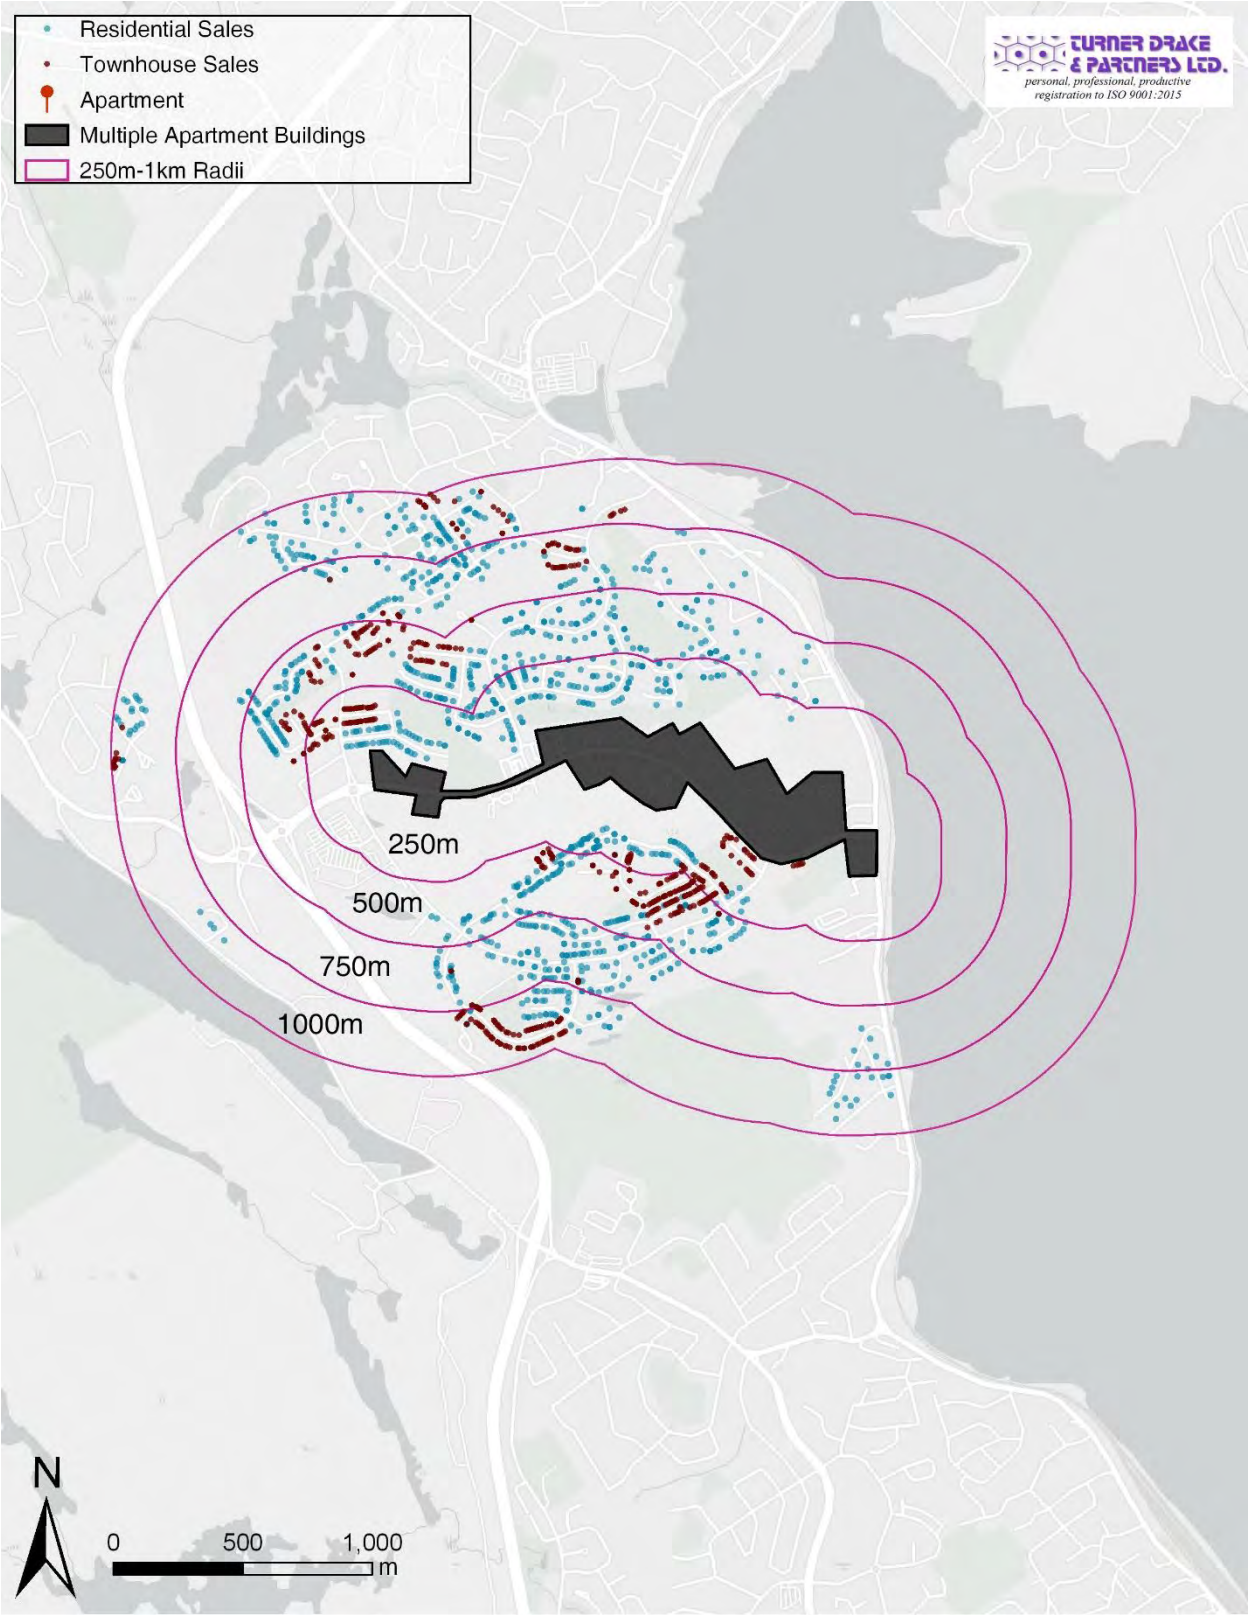 Residential Sales
Townhouse Sales
Apartment
Multiple Apartment Buildings
250m-1km Radii
TURNER DRAKE
& PARTNERS LTD.
personal, professional, productive
registration to ISO 9001:2015
250m
500m
750m
1000m
N
0 500 1,000
m